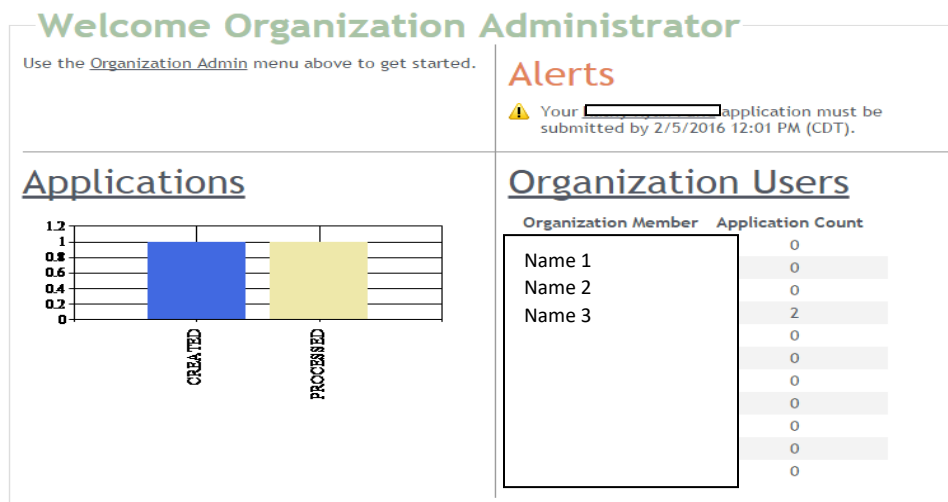 Welcome Organization Administrator
Use the Organization Admin menu above to get started.
Alerts
Your application must be
submitted by 2/5/2016 12:01 PM (CDT).
Applications
1.2
1
0.8
0.6
0.4
0.2
0
CREATED
PROCESSED
Organization Users
Organization Member Application Count
Name 1
Name 2
Name 3
0
0
0
2
0
0
0
0
0
0
0